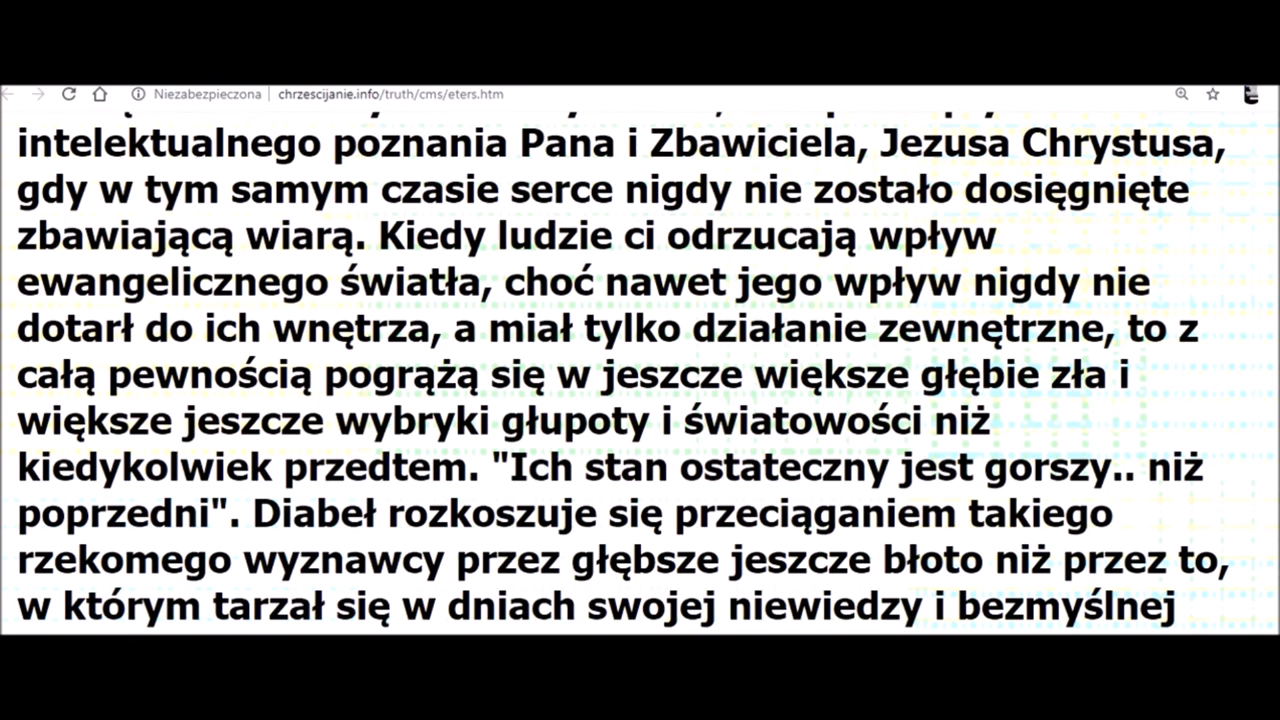 Niezabezpieczona | chrzescijanie.info/truth/cms/eters.htm
intelektualnego poznania Pana i Zbawiciela, Jezusa Chrystusa,
gdy w tym samym czasie serce nigdy nie zostało dosięgnięte
zbawiającą wiarą. Kiedy ludzie ci odrzucają wpływ
ewangelicznego światła, choć nawet jego wpływ nigdy nie
dotarł do ich wnętrza, a miał tylko działanie zewnętrzne, to z
całą pewnością pogrążą się w jeszcze większe głębie zła i
większe jeszcze wybryki głupoty i światowości niż
kiedykolwiek przedtem. "Ich stan ostateczny jest gorszy.. niż
poprzedni". Diabeł rozkoszuje się przeciąganiem takiego
rzekomego wyznawcy przez głębsze jeszcze błoto niż przez to,
w którym tarzał się w dniach swojej niewiedzy i bezmyślnej